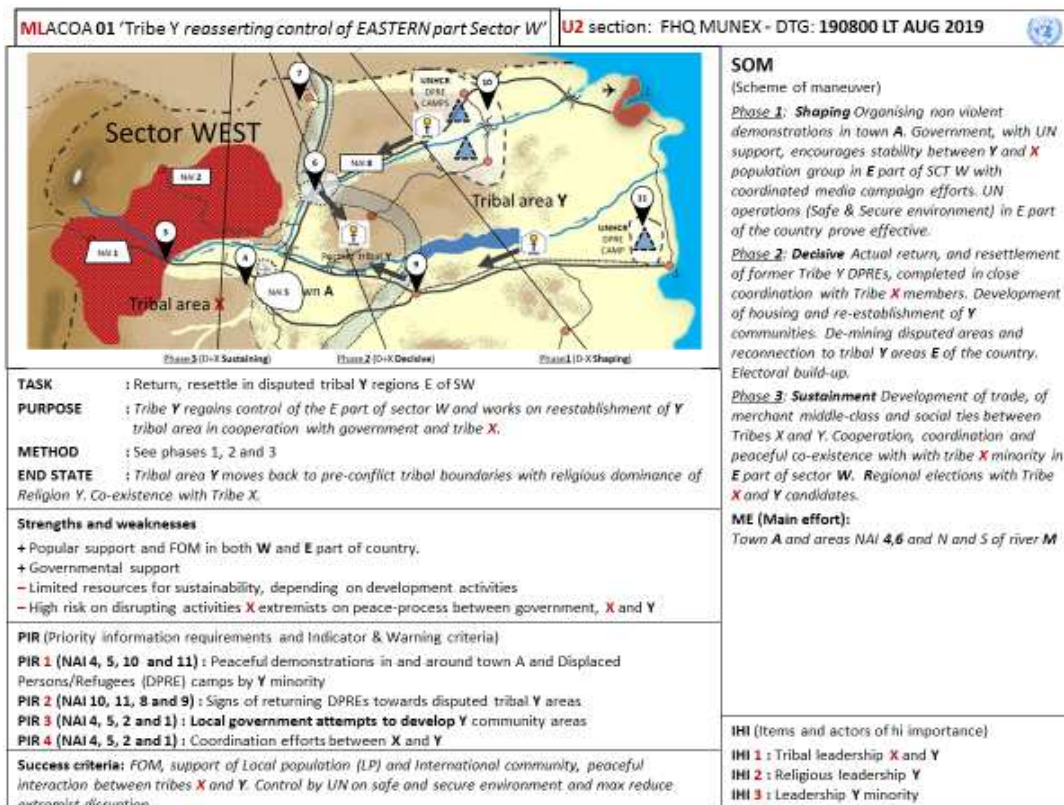 MLACOA 01 'Tribe Y reasserting control of EASTERN part Sector W'
U2 section: FHQ MUNEX - DTG: 190800 LT AUG 2019
7
UNHCR
DPRE
CAMPS
10
Sector WEST
6
NAI 8
NAI 2
Tribal area Y
11
3
UNHCR
DPRE
CAMP
NAI 1
4
9
NAI 5
wn A
Tribal area X
Phase 3 (D+X Sustaining)
Phase 2 (D+X Decisive)
Phase1 (D-X Shaping)
TASK : Return, resettle in disputed tribal Y regions E of SW
PURPOSE : Tribe Y regains control of the E part of sector W and works on reestablishment of Y
tribal area in cooperation with government and tribe X.
METHOD : See phases 1, 2 and 3
END STATE : Tribal area Y moves back to pre-conflict tribal boundaries with religious dominance of
Religion Y. Co-existence with Tribe X.
Strengths and weaknesses
+ Popular support and FOM in both W and E part of country.
+ Governmental support
– Limited resources for sustainability, depending on development activities
– High risk on disrupting activities X extremists on peace-process between government, X and Y
PIR (Priority information requirements and Indicator & Warning criteria)
PIR 1 (NAI 4, 5, 10 and 11) : Peaceful demonstrations in and around town A and Displaced
Persons/Refugees (DPRE) camps by Y minority
PIR 2 (NAI 10, 11, 8 and 9) : Signs of returning DPREs towards disputed tribal Y areas
PIR 3 (NAI 4, 5, 2 and 1) : Local government attempts to develop Y community areas
PIR 4 (NAI 4, 5, 2 and 1) : Coordination efforts between X and Y
Success criteria: FOM, support of Local population (LP) and International community, peaceful
interaction between tribes X and Y. Control by UN on safe and secure environment and max reduce
extremist disruption
SOM
(Scheme of maneuver)
Phase 1: Shaping Organising non violent
demonstrations in town A. Government, with UN
support, encourages stability between Y and X
population group in E part of SCT W with
coordinated media campaign efforts. UN
operations (Safe & Secure environment) in E part
of the country prove effective.
Phase 2: Decisive Actual return, and resettlement
of former Tribe Y DPREs, completed in close
coordination with Tribe X members. Development
of housing and re-establishment of Y
communities. De-mining disputed areas and
reconnection to tribal Y areas E of the country.
Electoral build-up.
Phase 3: Sustainment Development of trade, of
merchant middle-class and social ties between
Tribes X and Y. Cooperation, coordination and
peaceful co-existence with with tribe X minority in
E part of sector W. Regional elections with Tribe
X and Y candidates.
ME (Main effort):
Town A and areas NAI 4,6 and N and S of river M
IHI (Items and actors of hi importance)
IHI 1 : Tribal leadership X and Y
IHI 2 : Religious leadership Y
IHI 3 : Leadership Y minority